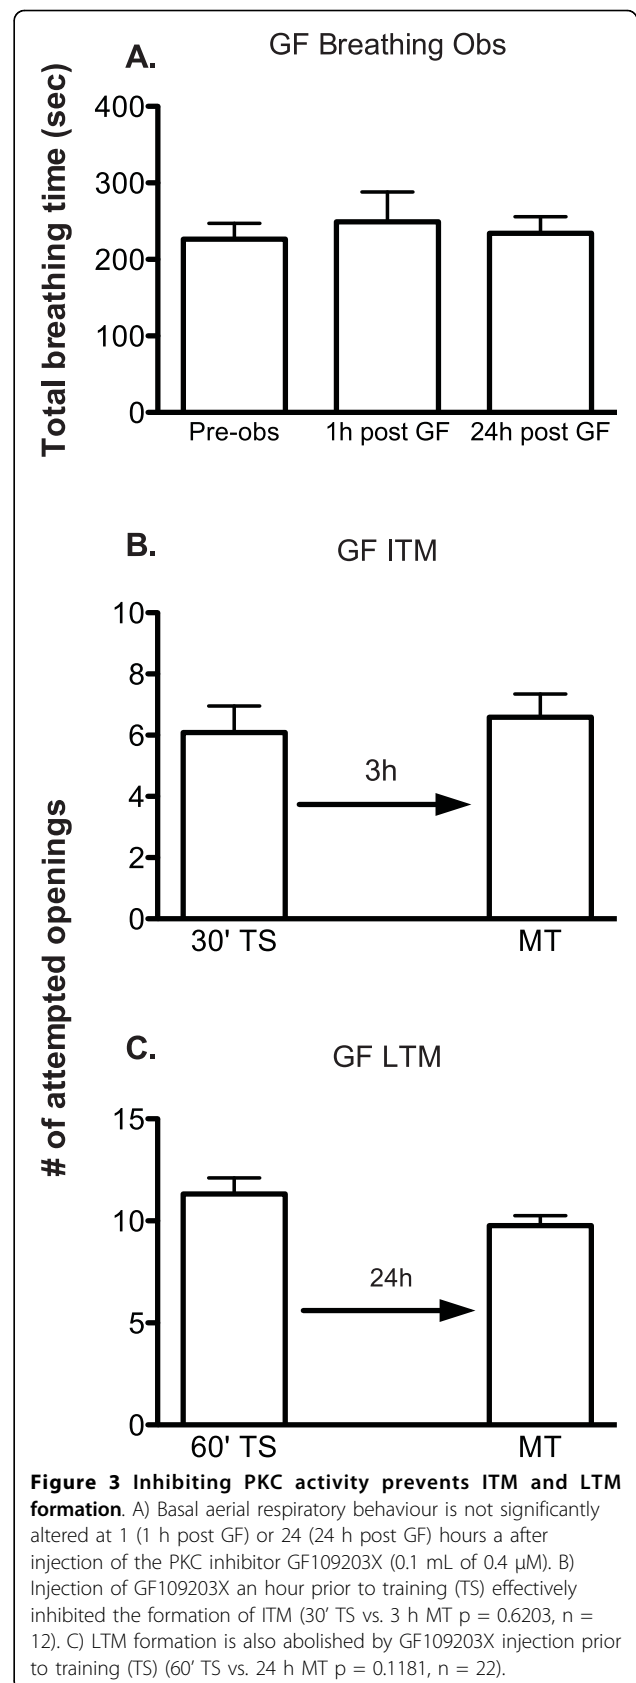 A.
GF Breathing Obs
Total breathing time (sec)
400
300
200
100
0
Pre-obs 1h post GF 24h post GF
B.
GF ITM
# of attempted openings
10
8
6
4
2
0
3h
30' TS MT
C.
GF LTM
15
10
5
0
24h
60' TS MT
Figure 3 Inhibiting PKC activity prevents ITM and LTM
formation. A) Basal aerial respiratory behaviour is not significantly
altered at 1 (1 h post GF) or 24 (24 h post GF) hours a after
injection of the PKC inhibitor GF109203X (0.1 mL of 0.4 μM). B)
Injection of GF109203X an hour prior to training (TS) effectively
inhibited the formation of ITM (30′ TS vs. 3 h MT p = 0.6203, n =
12). C) LTM formation is also abolished by GF109203X injection prior
to training (TS) (60′ TS vs. 24 h MT p = 0.1181, n = 22).